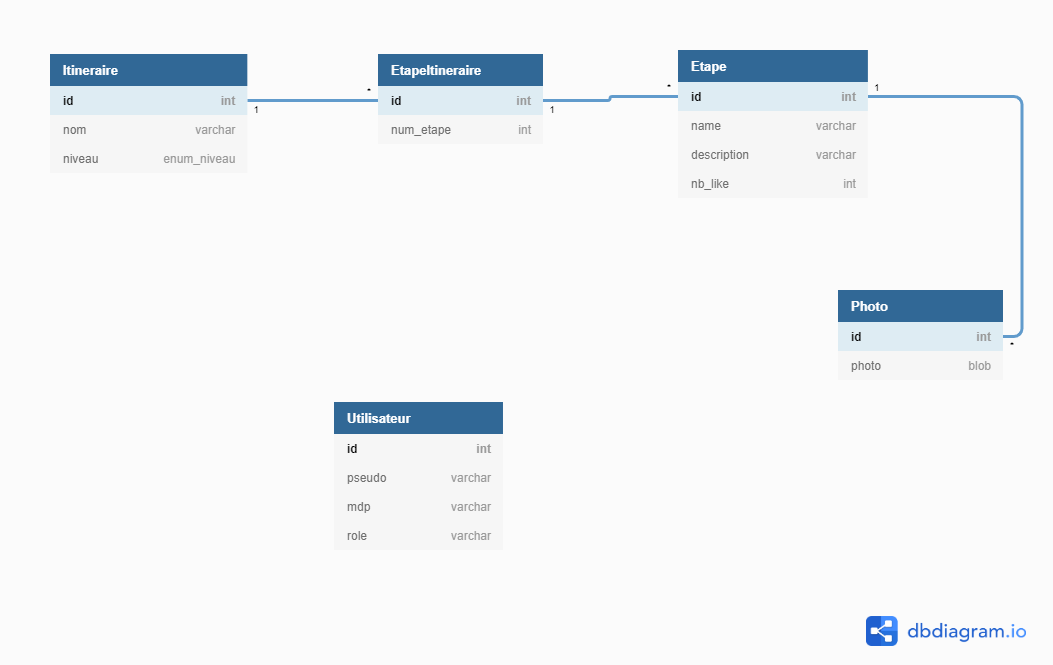 Itineraire
id int
nom varchar
niveau enum_niveau
1
*
EtapeItineraire
id int
num_etape int
1
*
Etape
id int
name varchar
description varchar
nb_like int
1
Photo
id int
photo blob
*
Utilisateur
id int
pseudo varchar
mdp varchar
role varchar
dbdiagram.io